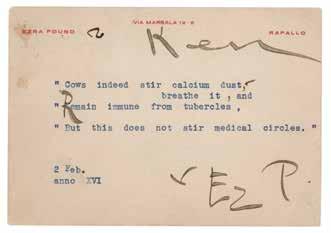 VIA MARSALA 12-5
EZRA POUND RAPALLO
Ken
" Cows indeed stir calcium dust,
breathe it, and
" Remain immune from tubercles,
" But this does not stir medical circles. "
2 Feb.
anno XVI
Ez P.